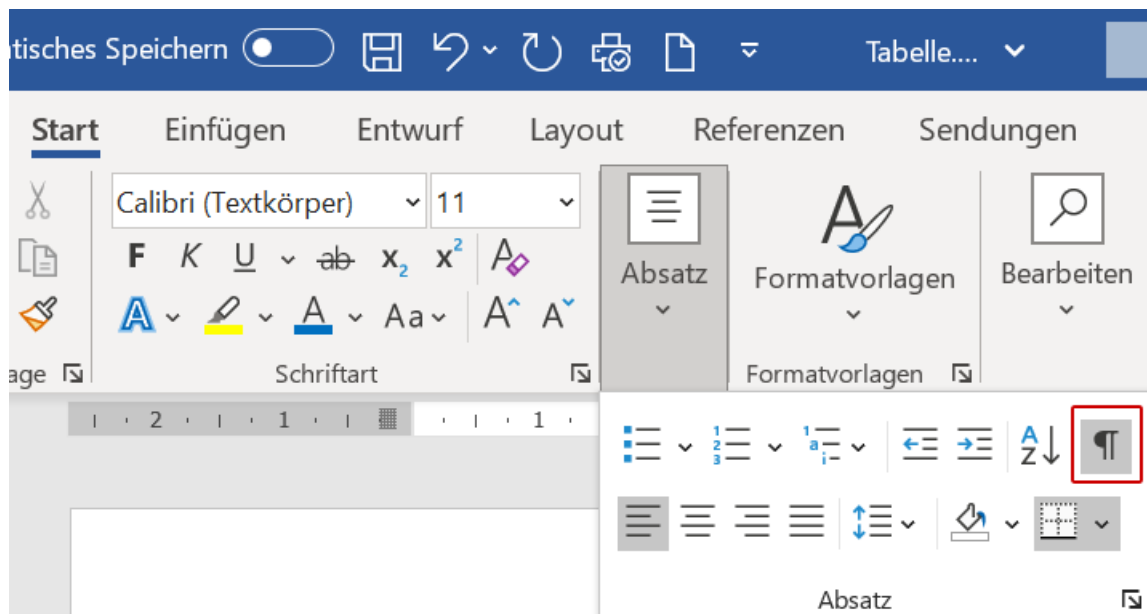 tisches Speichern Tabelle....
Start Einfügen Entwurf Layout Referenzen Sendungen
Calibri (Textkörper) 11
F K U ab x₂ x² A
A A Aa A A
Absatz Formatvorlagen Bearbeiten
age Schriftart Formatvorlagen
2 1 1
A Z ¶
Absatz